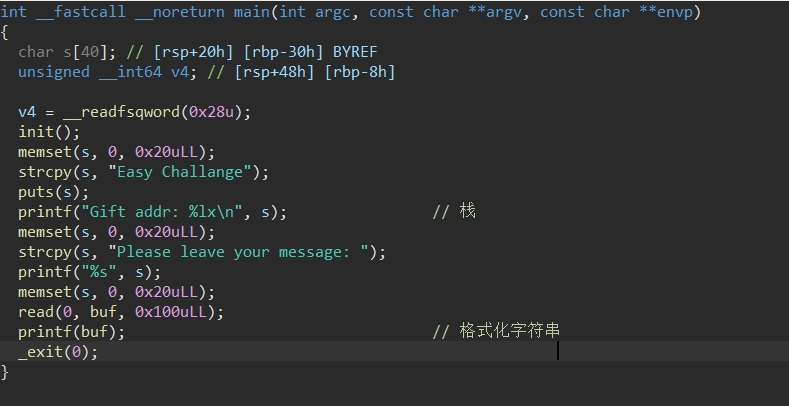 int __fastcall __noreturn main(int argc, const char **argv, const char **envp)
{
  char s[40]; // [rsp+20h] [rbp-30h] BYREF
  unsigned __int64 v4; // [rsp+48h] [rbp-8h]
  v4 = __readfsqword(0x28u);
  init();
  memset(s, 0, 0x20uLL);
  strcpy(s, "Easy Challange");
  puts(s);
  printf("Gift addr: %lx\n", s);                // 栈
  memset(s, 0, 0x20uLL);
  strcpy(s, "Please leave your message: ");
  printf("%s", s);
  memset(s, 0, 0x20uLL);
  read(0, buf, 0x100uLL);
  printf(buf);                                  // 格式化字符串
  _exit(0);
}